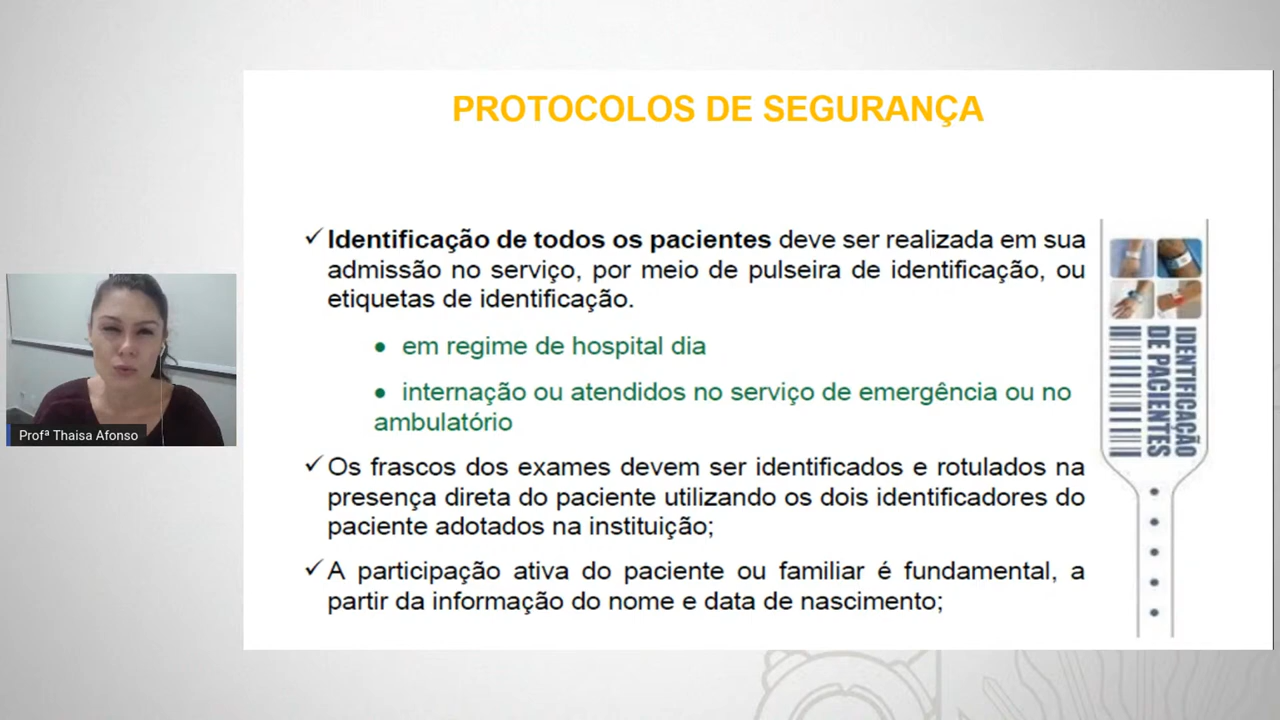 PROTOCOLOS DE SEGURANÇA
✓ Identificação de todos os pacientes deve ser realizada em sua
admissão no serviço, por meio de pulseira de identificação, ou
etiquetas de identificação.
• em regime de hospital dia
• internação ou atendidos no serviço de emergência ou no
ambulatório
✓ Os frascos dos exames devem ser identificados e rotulados na
presença direta do paciente utilizando os dois identificadores do
paciente adotados na instituição;
✓ A participação ativa do paciente ou familiar é fundamental, a
partir da informação do nome e data de nascimento;
IDENTIFICAÇÃO
DE PACIENTES
Profª Thaisa Afonso